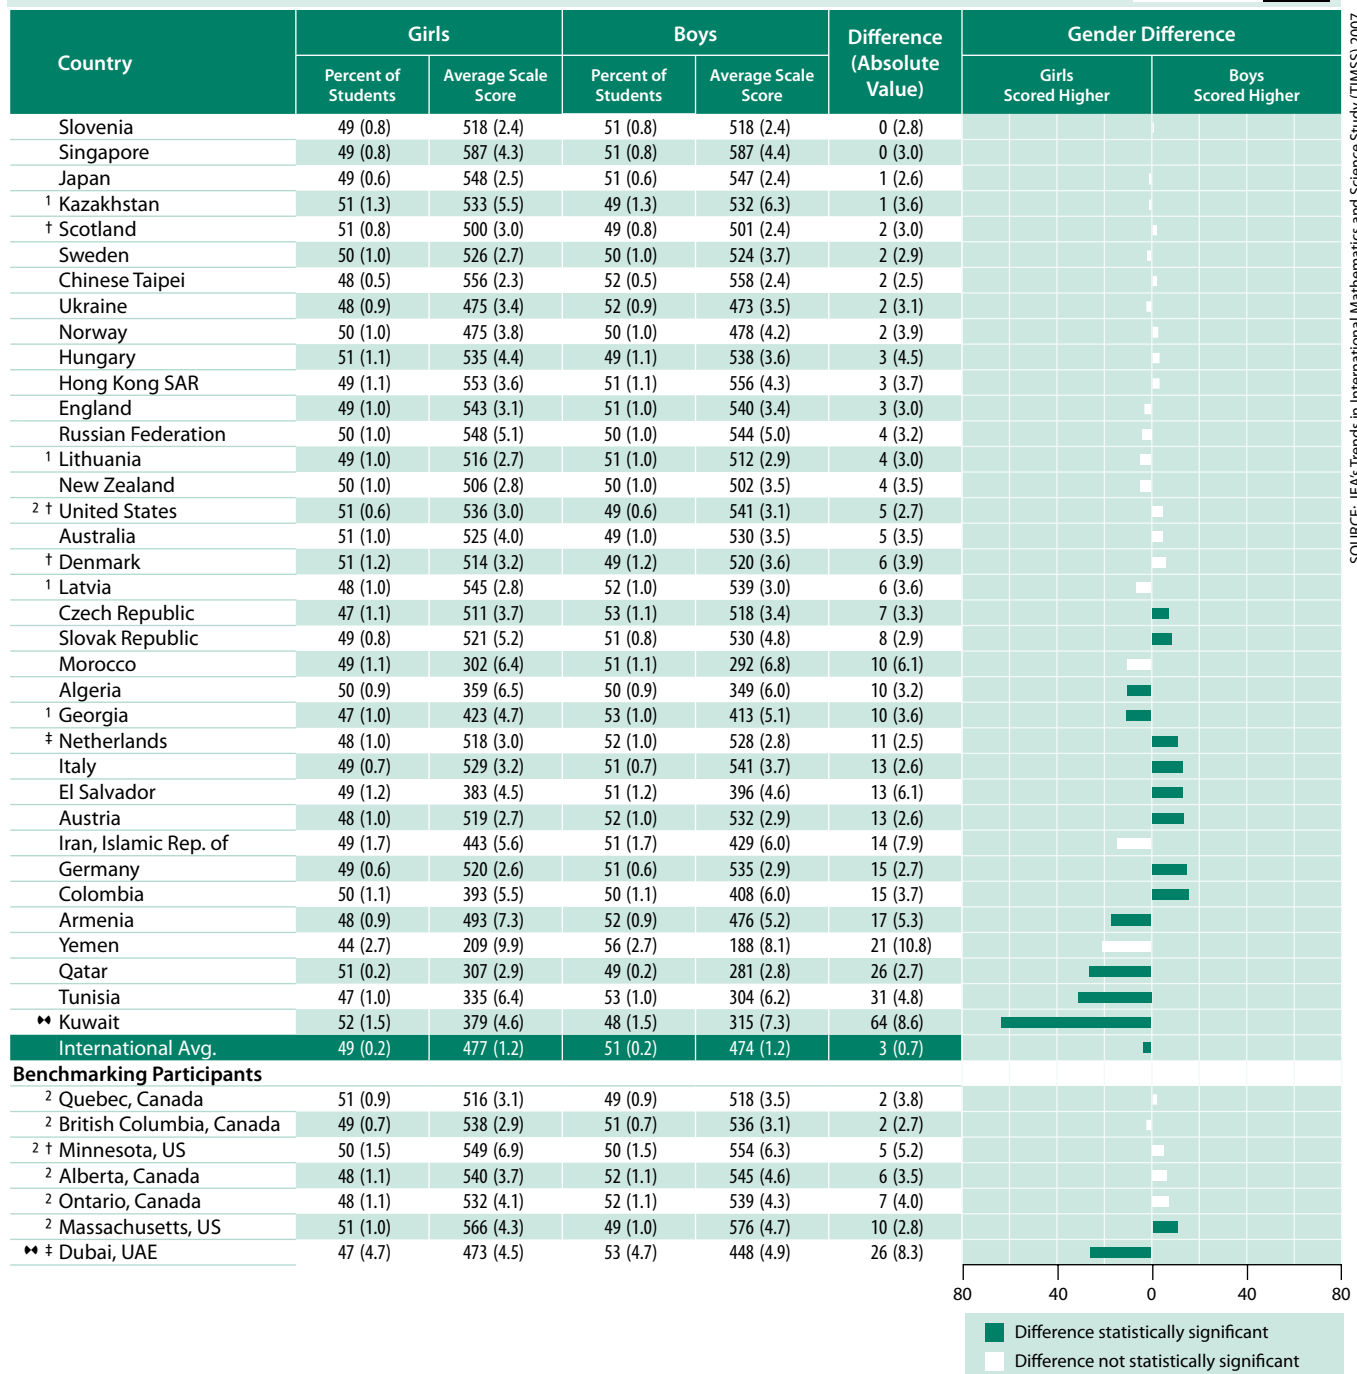 Country Girls Boys Difference (Absolute Value) Gender Difference
Percent of Students Average Scale Score Percent of Students Average Scale Score Girls Scored Higher Boys Scored Higher
Slovenia 49 (0.8) 518 (2.4) 51 (0.8) 518 (2.4) 0 (2.8)
Singapore 49 (0.8) 587 (4.3) 51 (0.8) 587 (4.4) 0 (3.0)
Japan 49 (0.6) 548 (2.5) 51 (0.6) 547 (2.4) 1 (2.6)
1 Kazakhstan 51 (1.3) 533 (5.5) 49 (1.3) 532 (6.3) 1 (3.6)
† Scotland 51 (0.8) 500 (3.0) 49 (0.8) 501 (2.4) 2 (3.0)
Sweden 50 (1.0) 526 (2.7) 50 (1.0) 524 (3.7) 2 (2.9)
Chinese Taipei 48 (0.5) 556 (2.3) 52 (0.5) 558 (2.4) 2 (2.5)
Ukraine 48 (0.9) 475 (3.4) 52 (0.9) 473 (3.5) 2 (3.1)
Norway 50 (1.0) 475 (3.8) 50 (1.0) 478 (4.2) 2 (3.9)
Hungary 51 (1.1) 535 (4.4) 49 (1.1) 538 (3.6) 3 (4.5)
Hong Kong SAR 49 (1.1) 553 (3.6) 51 (1.1) 556 (4.3) 3 (3.7)
England 49 (1.0) 543 (3.1) 51 (1.0) 540 (3.4) 3 (3.0)
Russian Federation 50 (1.0) 548 (5.1) 50 (1.0) 544 (5.0) 4 (3.2)
1 Lithuania 49 (1.0) 516 (2.7) 51 (1.0) 512 (2.9) 4 (3.0)
New Zealand 50 (1.0) 506 (2.8) 50 (1.0) 502 (3.5) 4 (3.5)
2 † United States 51 (0.6) 536 (3.0) 49 (0.6) 541 (3.1) 5 (2.7)
Australia 51 (1.0) 525 (4.0) 49 (1.0) 530 (3.5) 5 (3.5)
† Denmark 51 (1.2) 514 (3.2) 49 (1.2) 520 (3.6) 6 (3.9)
1 Latvia 48 (1.0) 545 (2.8) 52 (1.0) 539 (3.0) 6 (3.6)
Czech Republic 47 (1.1) 511 (3.7) 53 (1.1) 518 (3.4) 7 (3.3)
Slovak Republic 49 (0.8) 521 (5.2) 51 (0.8) 530 (4.8) 8 (2.9)
Morocco 49 (1.1) 302 (6.4) 51 (1.1) 292 (6.8) 10 (6.1)
Algeria 50 (0.9) 359 (6.5) 50 (0.9) 349 (6.0) 10 (3.2)
1 Georgia 47 (1.0) 423 (4.7) 53 (1.0) 413 (5.1) 10 (3.6)
‡ Netherlands 48 (1.0) 518 (3.0) 52 (1.0) 528 (2.8) 11 (2.5)
Italy 49 (0.7) 529 (3.2) 51 (0.7) 541 (3.7) 13 (2.6)
El Salvador 49 (1.2) 383 (4.5) 51 (1.2) 396 (4.6) 13 (6.1)
Austria 48 (1.0) 519 (2.7) 52 (1.0) 532 (2.9) 13 (2.6)
Iran, Islamic Rep. of 49 (1.7) 443 (5.6) 51 (1.7) 429 (6.0) 14 (7.9)
Germany 49 (0.6) 520 (2.6) 51 (0.6) 535 (2.9) 15 (2.7)
Colombia 50 (1.1) 393 (5.5) 50 (1.1) 408 (6.0) 15 (3.7)
Armenia 48 (0.9) 493 (7.3) 52 (0.9) 476 (5.2) 17 (5.3)
Yemen 44 (2.7) 209 (9.9) 56 (2.7) 188 (8.1) 21 (10.8)
Qatar 51 (0.2) 307 (2.9) 49 (0.2) 281 (2.8) 26 (2.7)
Tunisia 47 (1.0) 335 (6.4) 53 (1.0) 304 (6.2) 31 (4.8)
Kuwait 52 (1.5) 379 (4.6) 48 (1.5) 315 (7.3) 64 (8.6)
International Avg. 49 (0.2) 477 (1.2) 51 (0.2) 474 (1.2) 3 (0.7)
Benchmarking Participants
2 Quebec, Canada 51 (0.9) 516 (3.1) 49 (0.9) 518 (3.5) 2 (3.8)
2 British Columbia, Canada 49 (0.7) 538 (2.9) 51 (0.7) 536 (3.1) 2 (2.7)
2 † Minnesota, US 50 (1.5) 549 (6.9) 50 (1.5) 554 (6.3) 5 (5.2)
2 Alberta, Canada 48 (1.1) 540 (3.7) 52 (1.1) 545 (4.6) 6 (3.5)
2 Ontario, Canada 48 (1.1) 532 (4.1) 52 (1.1) 539 (4.3) 7 (4.0)
2 Massachusetts, US 51 (1.0) 566 (4.3) 49 (1.0) 576 (4.7) 10 (2.8)
‡ Dubai, UAE 47 (4.7) 473 (4.5) 53 (4.7) 448 (4.9) 26 (8.3)
80 40 0 40 80
Difference statistically significant
Difference not statistically significant
SOURCE: IEA's Trends in International Mathematics and Science Study (TIMSS) 2007